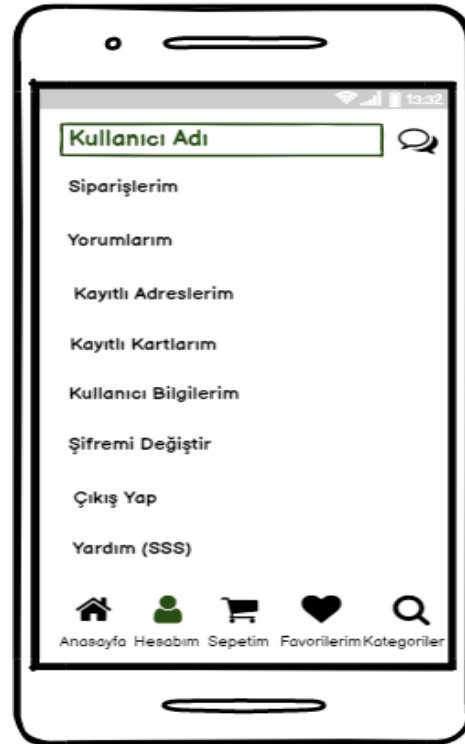 13:32
Kullanıcı Adı
Siparişlerim
Yorumlarım
Kayıtlı Adreslerim
Kayıtlı Kartlarım
Kullanıcı Bilgilerim
Şifremi Değiştir
Çıkış Yap
Yardım (SSS)
Anasayfa Hesabım Sepetim Favorilerim Kategoriler